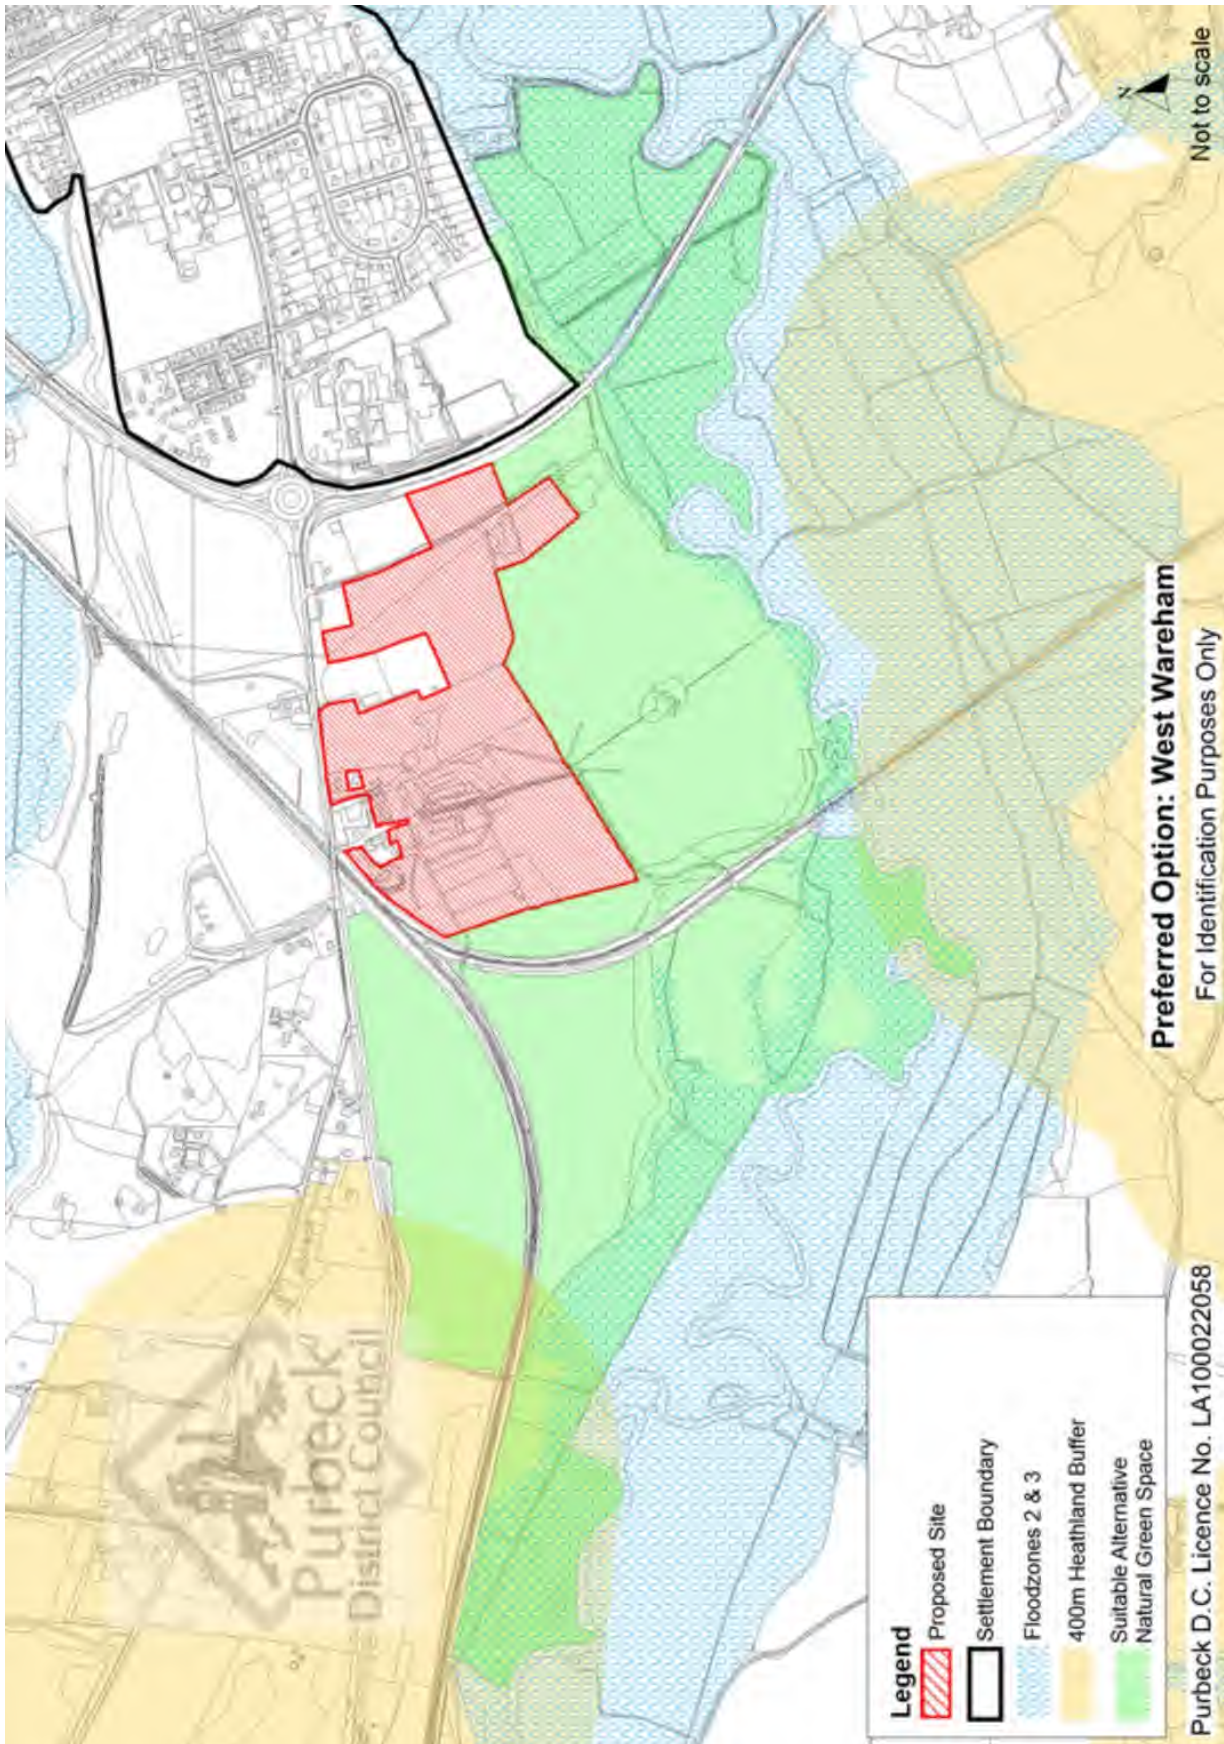 Purbeck
District Council
N
Not to scale
Preferred Option: West Wareham
For Identification Purposes Only
Legend
Proposed Site
Settlement Boundary
Floodzones 2 & 3
400m Heathland Buffer
Suitable Alternative
Natural Green Space
Purbeck D.C. Licence No. LA100022058